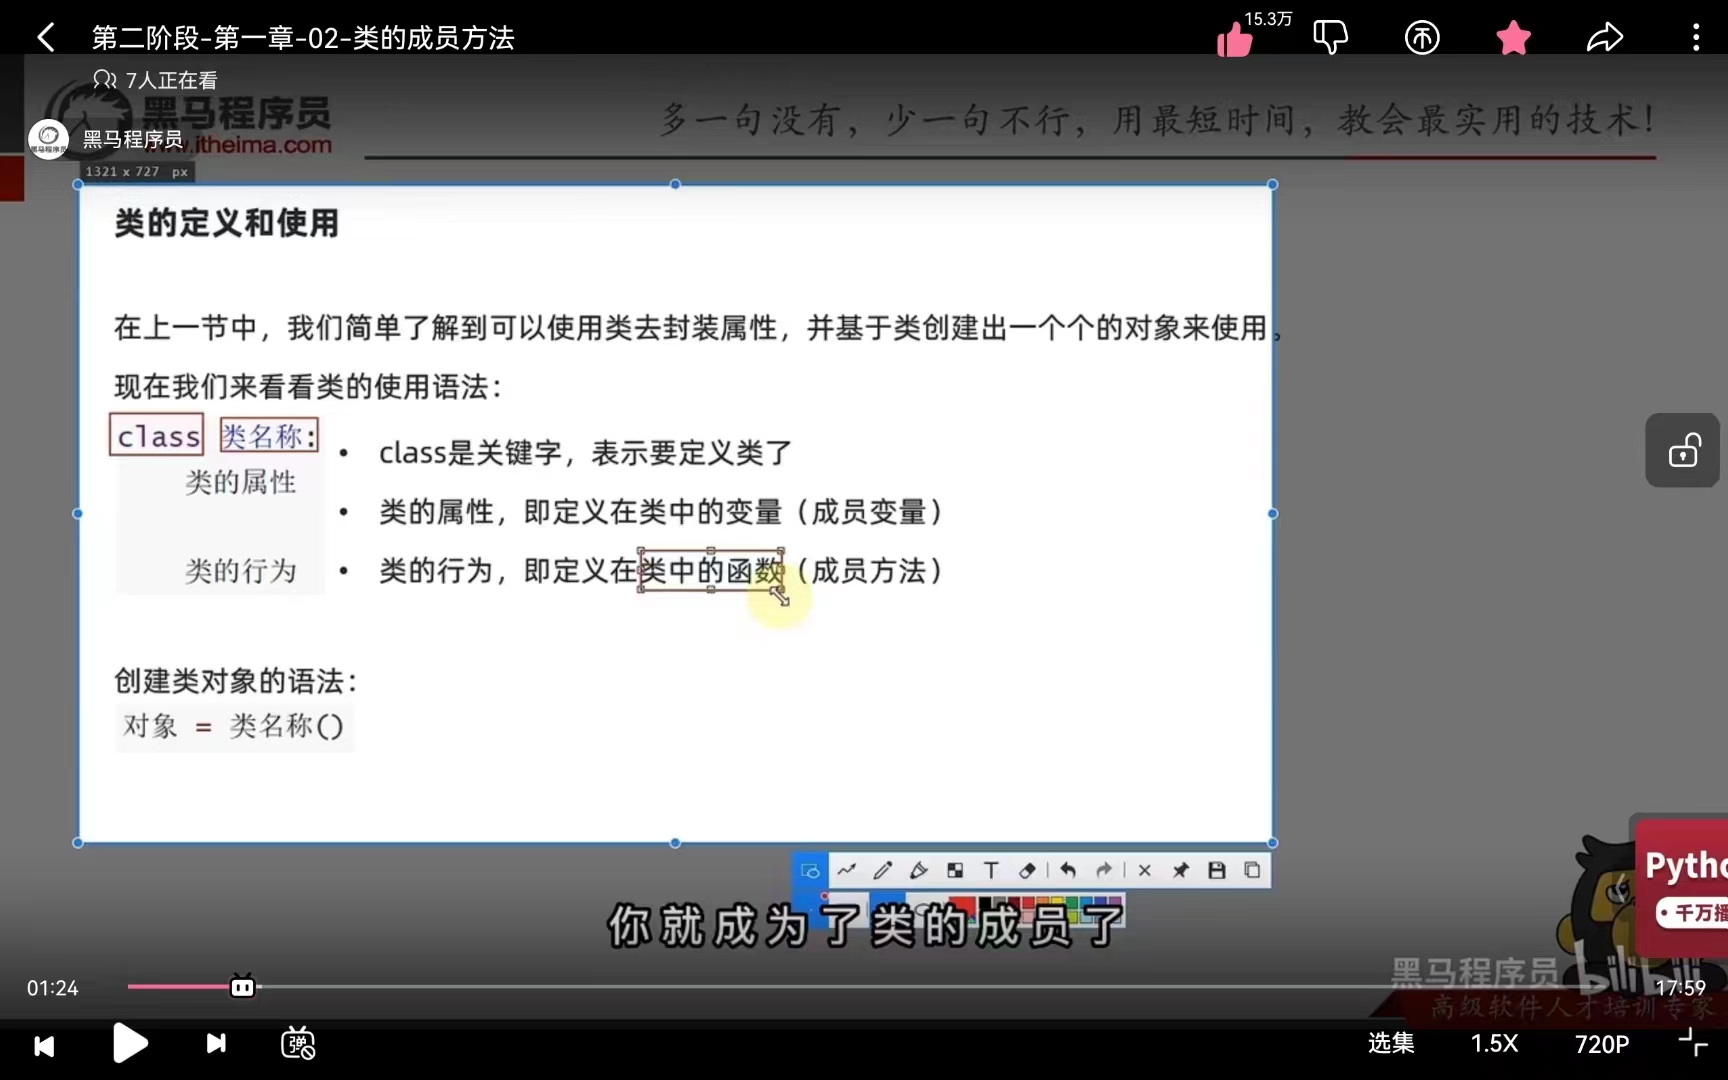 第二阶段-第一章-02-类的成员方法
15.3万
7人正在看
黑马程序员
www.itheima.com
黑马程序员
多一句没有，少一句不行，用最短时间，教会最实用的技术！
1321 x 727 px
类的定义和使用
在上一节中，我们简单了解到可以使用类去封装属性，并基于类创建出一个个的对象来使用。
现在我们来看看类的使用语法：
class 类名称:
类的属性
类的行为
• class是关键字，表示要定义类了
• 类的属性，即定义在类中的变量（成员变量）
• 类的行为，即定义在类中的函数（成员方法）
创建类对象的语法：
对象 = 类名称()
T
你就成为了类的成员了
Pytho
• 千万播
黑马程序员 bilibili
高级软件人才培训专家
01:24
17:59
弹
选集
1.5X
720P